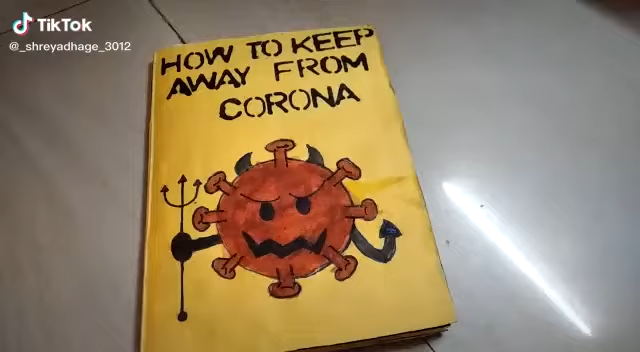 TikTok
@_shreyadhage_3012
HOW TO KEEP
AWAY FROM
CORONA